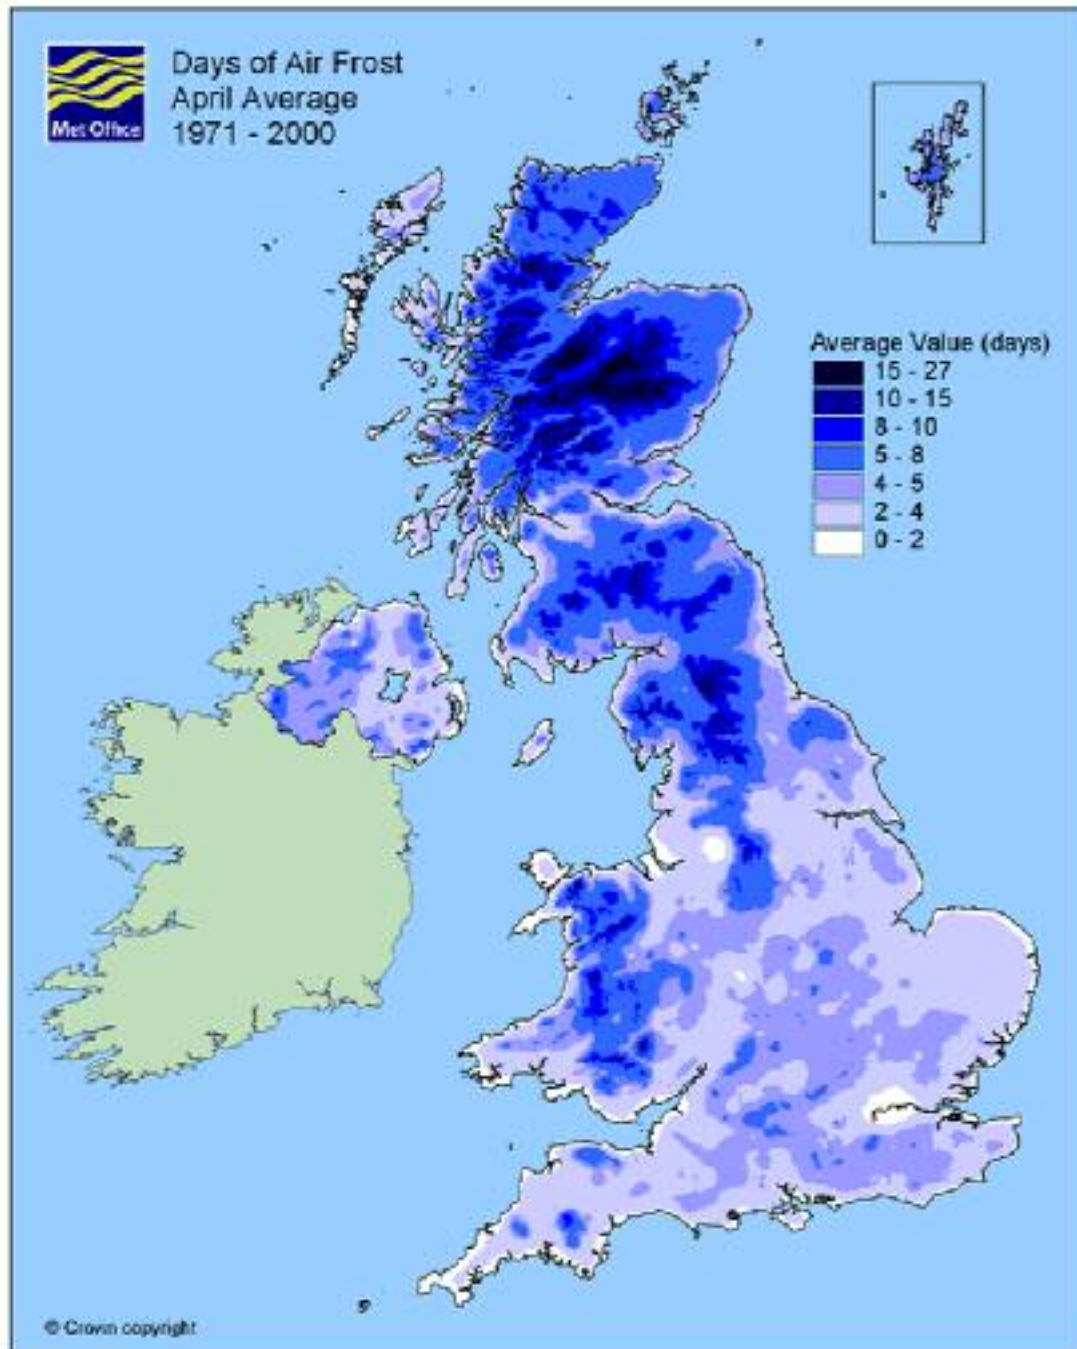 Met Office
Days of Air Frost
April Average
1971 - 2000
Average Value (days)
15 - 27
10 - 15
8 - 10
5 - 8
4 - 5
2 - 4
0 - 2
© Crown copyright